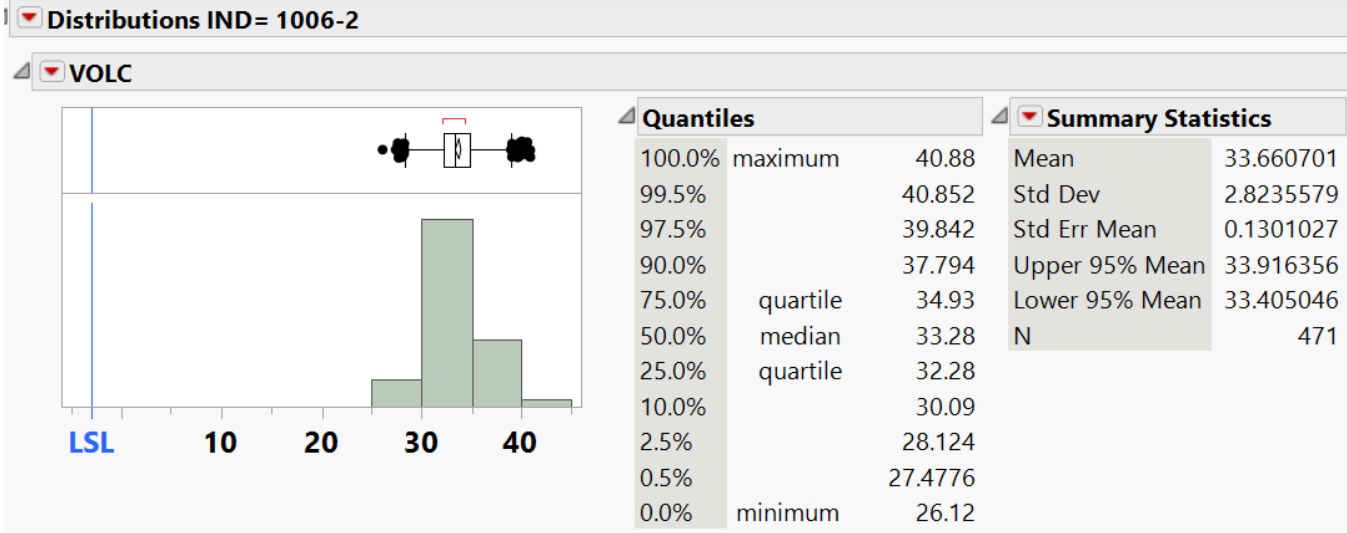 Distributions IND= 1006-2
VOLC
LSL 10 20 30 40
Quantiles
100.0% maximum 40.88
99.5% 40.852
97.5% 39.842
90.0% 37.794
75.0% quartile 34.93
50.0% median 33.28
25.0% quartile 32.28
10.0% 30.09
2.5% 28.124
0.5% 27.4776
0.0% minimum 26.12
Summary Statistics
Mean 33.660701
Std Dev 2.8235579
Std Err Mean 0.1301027
Upper 95% Mean 33.916356
Lower 95% Mean 33.405046
N 471